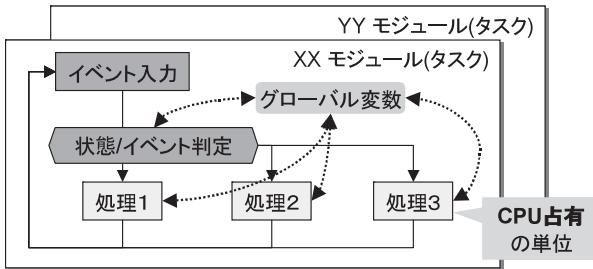 YY モジュール(タスク)
XX モジュール(タスク)
イベント入力
グローバル変数
状態/イベント判定
処理1
処理2
処理3
CPU占有
の単位